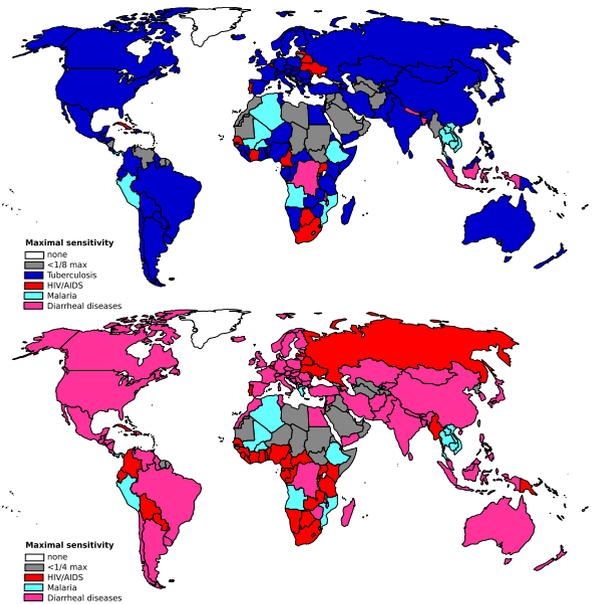 Maximal sensitivity
none
<1/8 max
Tuberculosis
HIV/AIDS
Malaria
Diarrheal diseases
Maximal sensitivity
none
<1/4 max
HIV/AIDS
Malaria
Diarrheal diseases